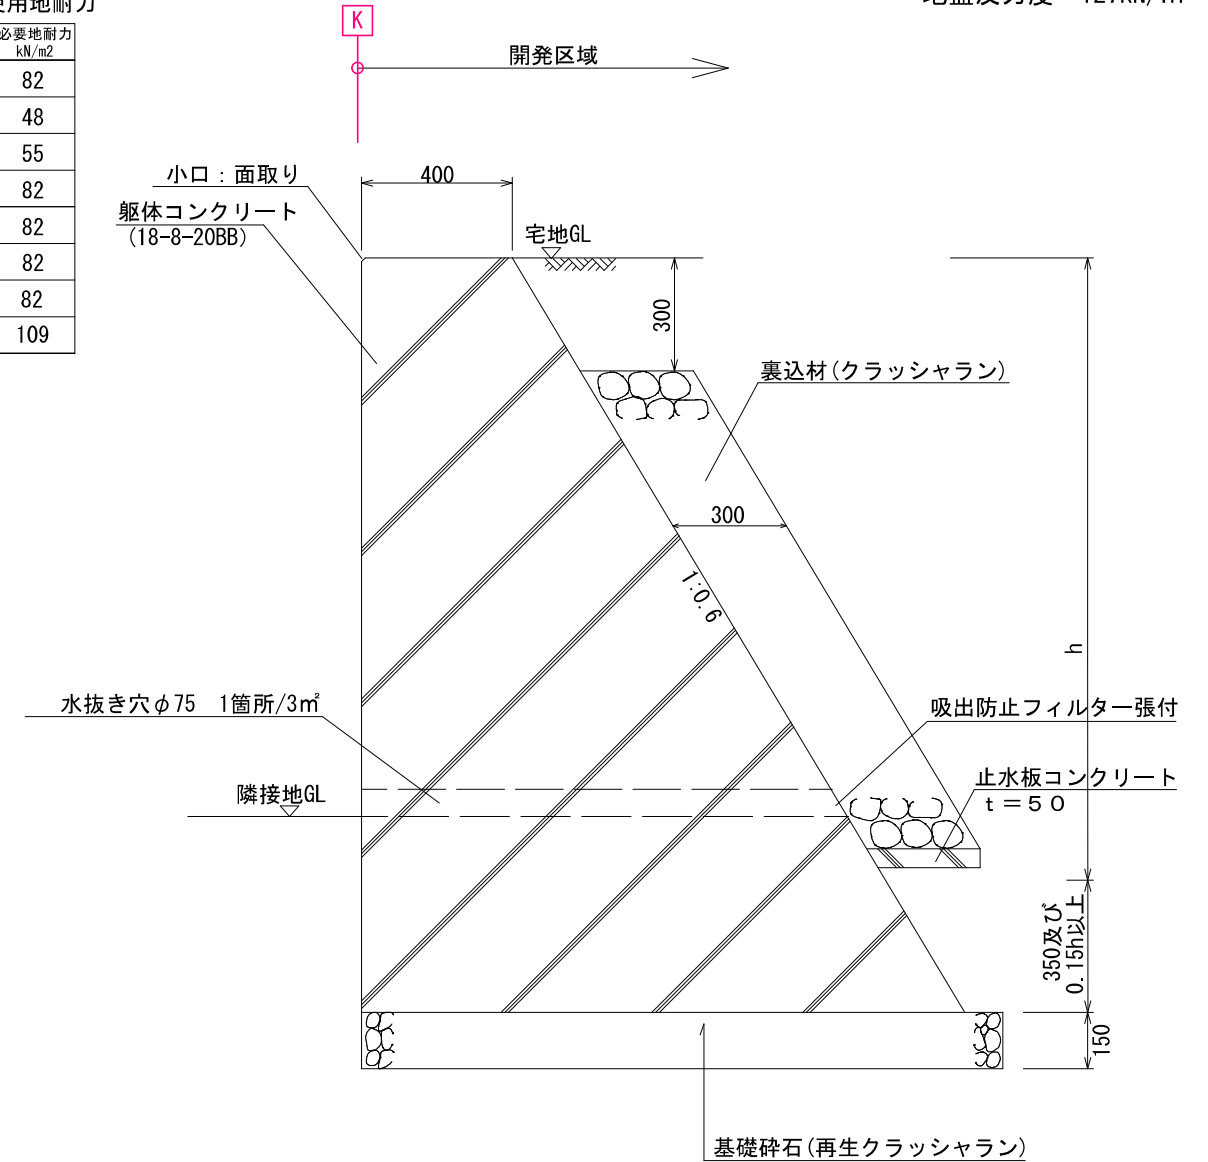 必要地耐力
kN/m2
82
48
55
82
82
82
82
109
K
開発区域
400
小口：面取り
躯体コンクリート
(18-8-20BB)
宅地GL
300
裏込材(クラッシャラン)
300
1:0.6
h
水抜き穴φ75 1箇所/3㎡
吸出防止フィルター張付
隣接地GL
止水板コンクリート
t=50
350及び
0.15h以上
150
基礎砕石(再生クラッシャラン)